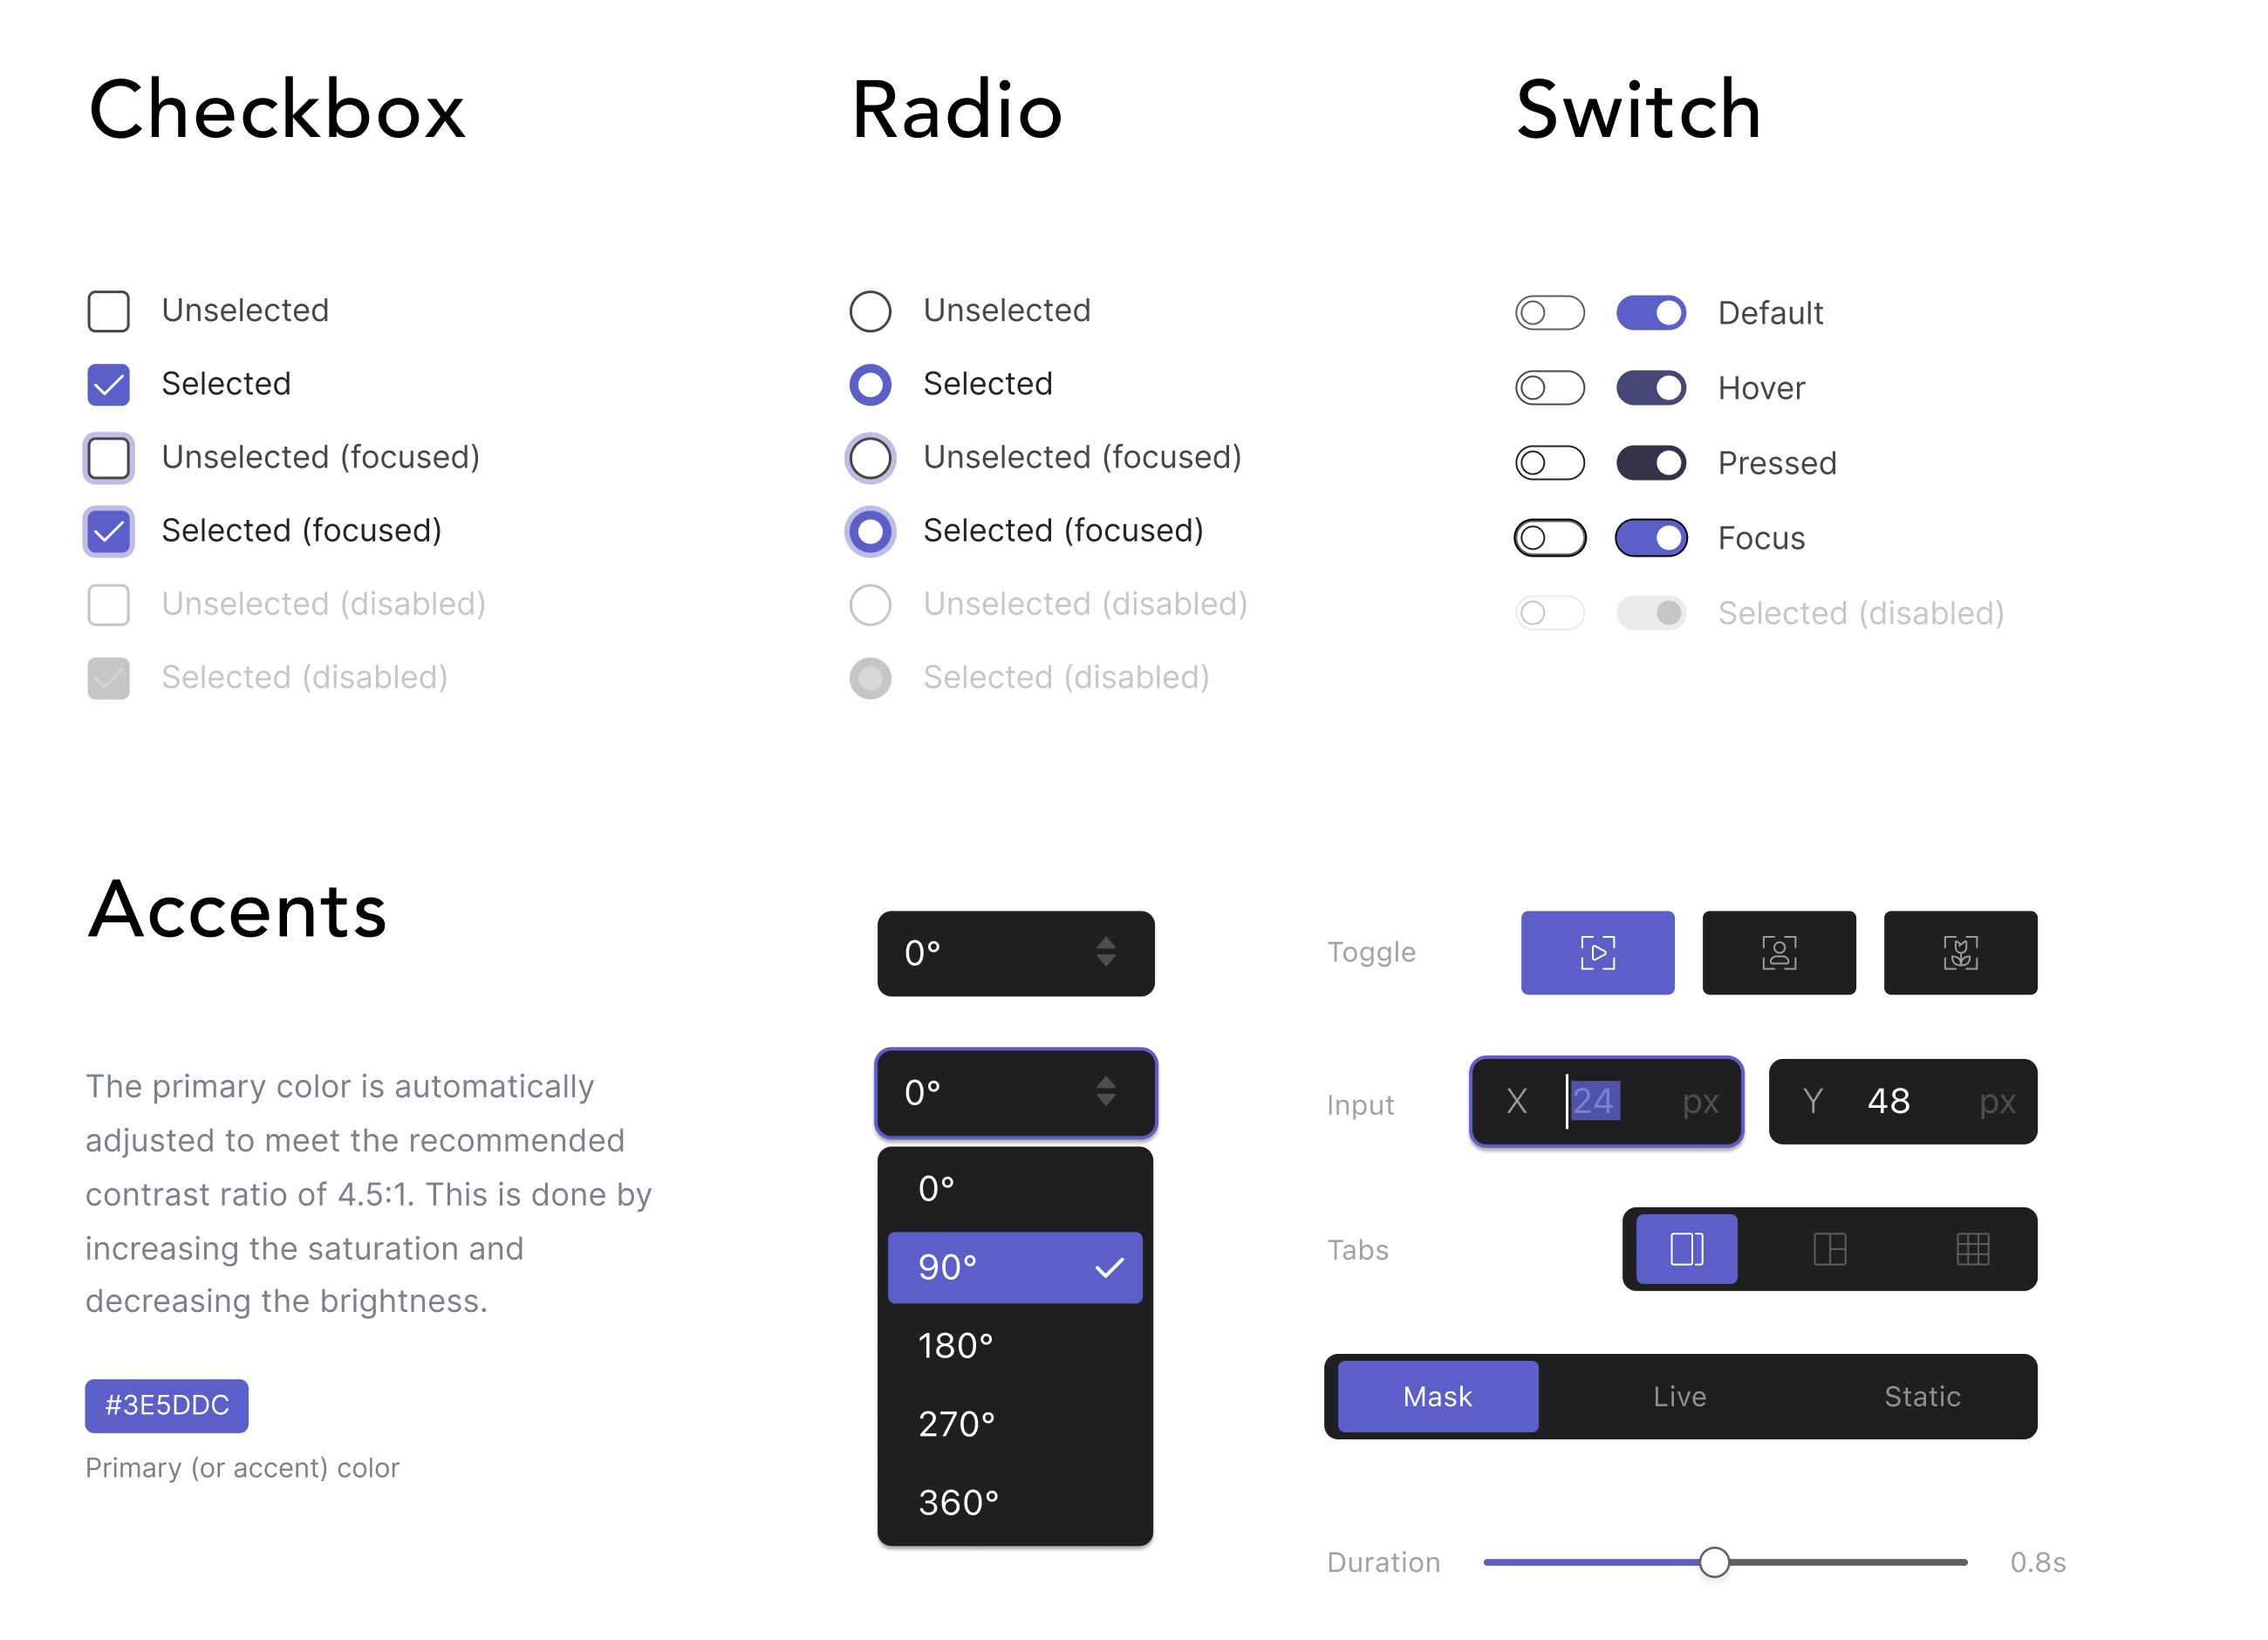 Checkbox
Radio
Switch
Unselected
Selected
Unselected (focused)
Selected (focused)
Unselected (disabled)
Selected (disabled)
Unselected
Selected
Unselected (focused)
Selected (focused)
Unselected (disabled)
Selected (disabled)
Default
Hover
Pressed
Focus
Selected (disabled)
Accents
The primary color is automatically
adjusted to meet the recommended
contrast ratio of 4.5:1. This is done by
increasing the saturation and
decreasing the brightness.
#3E5DDC
Primary (or accent) color
0°
0°
0°
90°
180°
270°
360°
Toggle
Input
X 24 px
Y 48 px
Tabs
Mask Live Static
Duration
0.8s